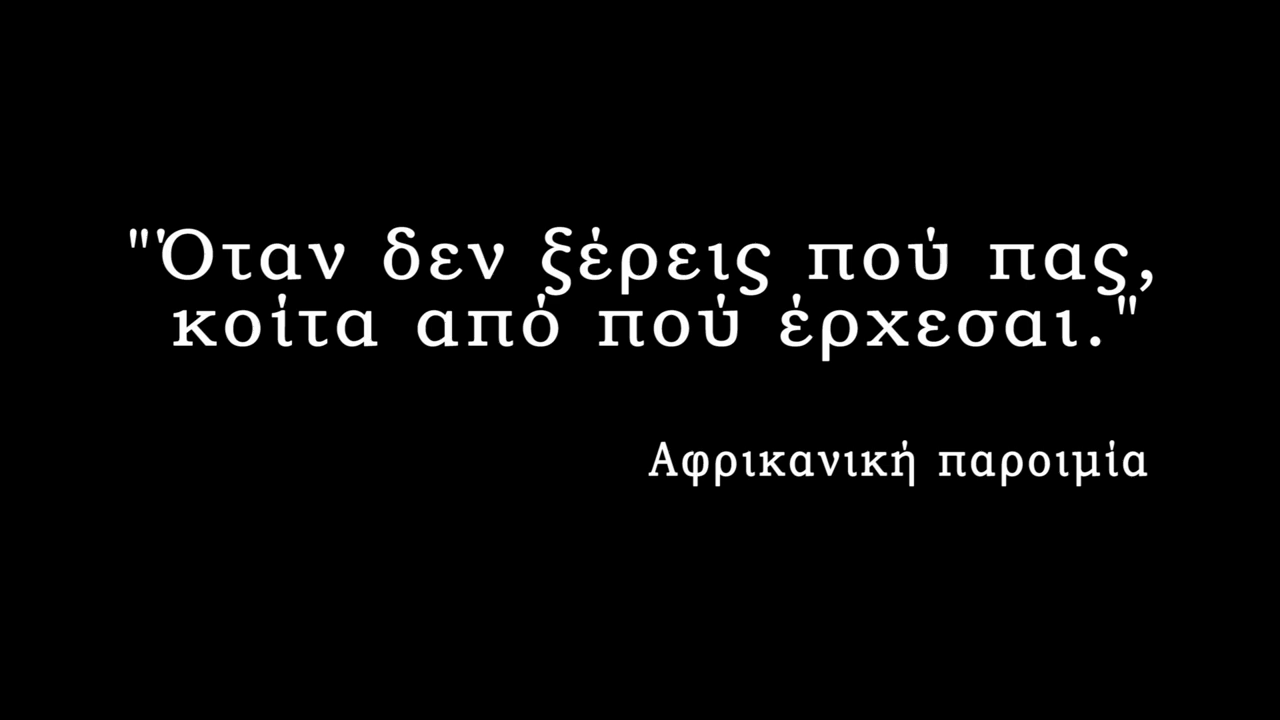 "Όταν δεν ξέρεις πού πας,
κοίτα από πού έρχεσαι."
Αφρικανική παροιμία